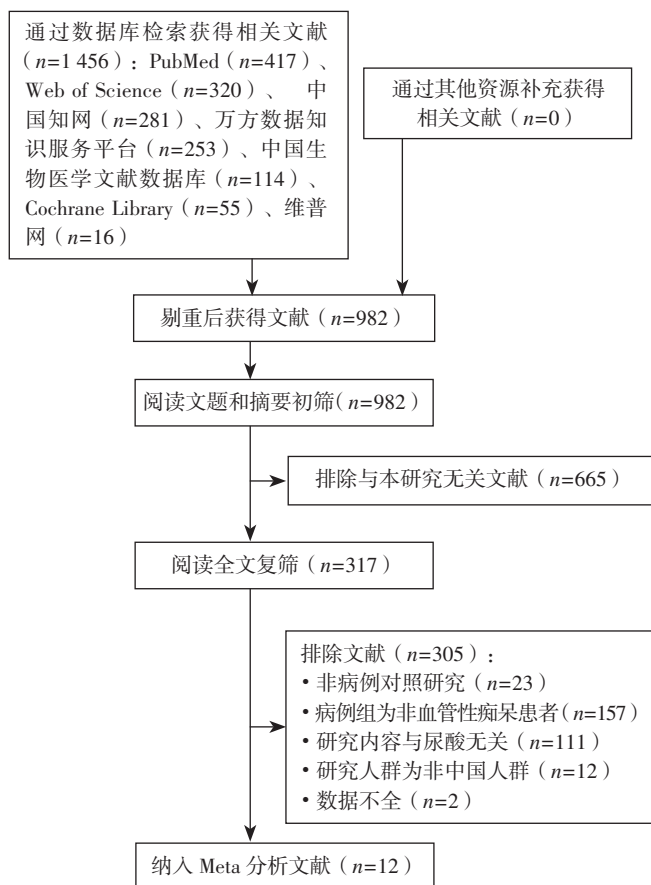 通过数据库检索获得相关文献
（n=1 456）：PubMed（n=417）、
Web of Science（n=320）、 中
国知网（n=281）、万方数据知
识服务平台（n=253）、中国生
物医学文献数据库（n=114）、
Cochrane Library（n=55）、维普
网（n=16）
通过其他资源补充获得
相关文献（n=0）
剔重后获得文献（n=982）
阅读文题和摘要初筛（n=982）
排除与本研究无关文献（n=665）
阅读全文复筛（n=317）
排除文献（n=305）：
• 非病例对照研究（n=23）
• 病例组为非血管性痴呆患者（n=157）
• 研究内容与尿酸无关（n=111）
• 研究人群为非中国人群（n=12）
• 数据不全（n=2）
纳入 Meta 分析文献（n=12）